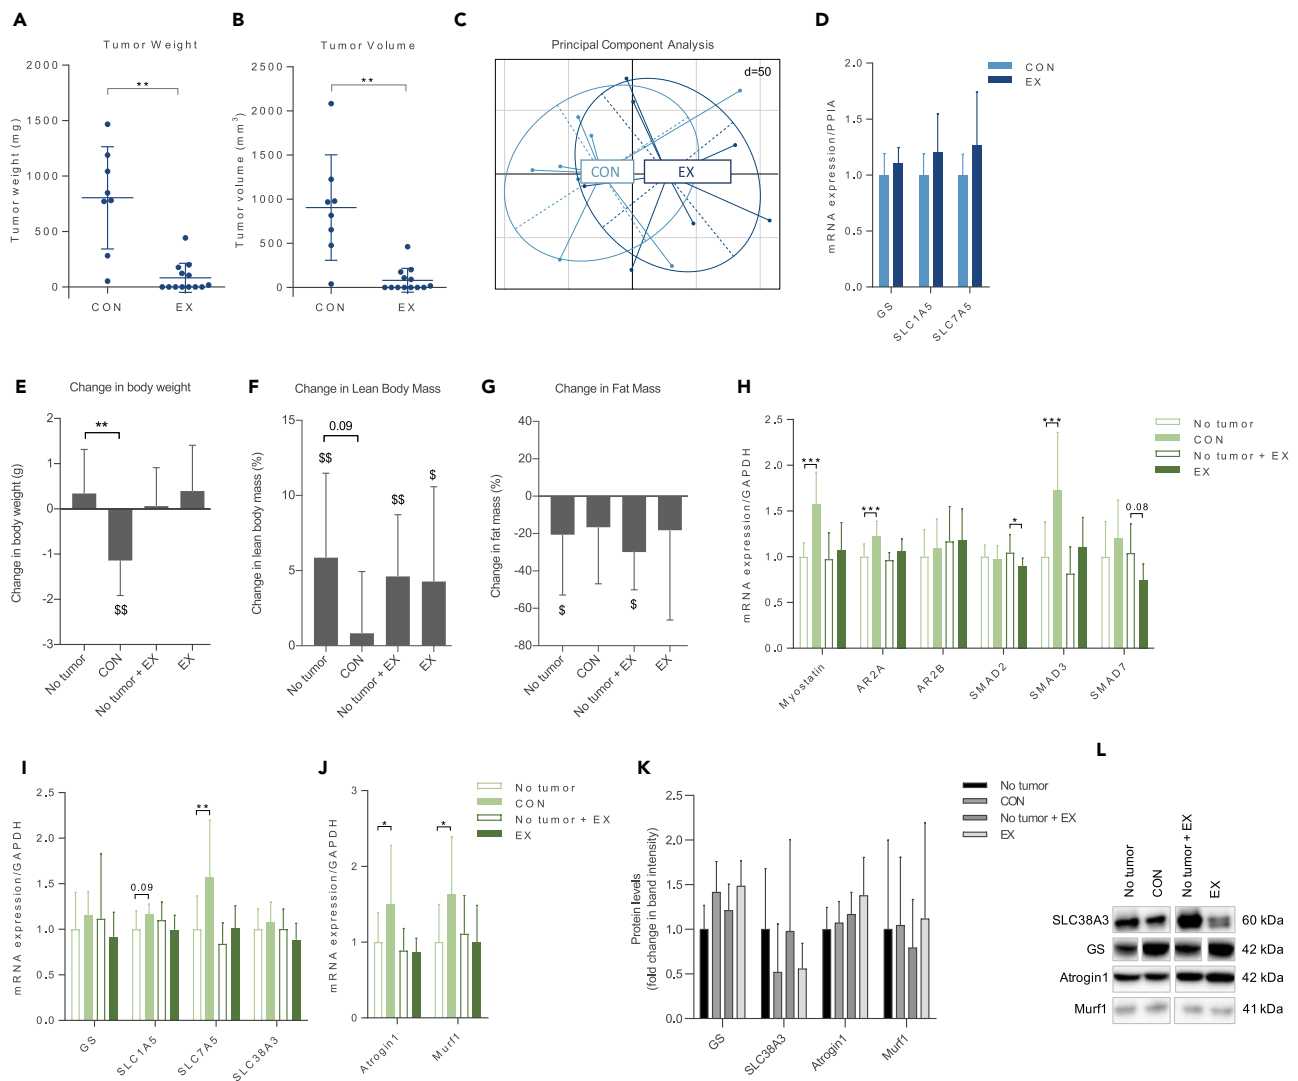 A
Tumor Weight
2000
1500
1000
500
0
Tumor weight (mg)
**
CON
EX
B
Tumor Volume
2500
2000
1500
1000
500
0
Tumor volume (mm³)
**
CON
EX
C
Principal Component Analysis
d=50
CON
EX
D
CON
EX
2.0
1.5
1.0
0.5
0.0
mRNA expression/PPIA
GS
SLC1A5
SLC7A5
E
Change in body weight
2
1
0
-1
-2
-3
Change in body weight (g)
**
$$
No tumor
CON
No tumor + EX
EX
F
Change in Lean Body Mass
15
10
5
0
Change in lean body mass (%)
0.09
$$
$$
$
No tumor
CON
No tumor + EX
EX
G
Change in Fat Mass
40
20
0
-20
-40
-60
-80
Change in fat mass (%)
$
$
No tumor
CON
No tumor + EX
EX
H
2.5
2.0
1.5
1.0
0.5
0.0
mRNA expression/GAPDH
***
***
*
***
0.08
No tumor
CON
No tumor + EX
EX
Myostatin
AR2A
AR2B
SMAD2
SMAD3
SMAD7
I
2.5
2.0
1.5
1.0
0.5
0.0
mRNA expression/GAPDH
0.09
**
GS
SLC1A5
SLC7A5
SLC38A3
J
3
2
1
0
mRNA expression/GAPDH
*
*
No tumor
CON
No tumor + EX
EX
Atrogin1
Murf1
K
2.5
2.0
1.5
1.0
0.5
0.0
Protein levels
(fold change in band intensity)
No tumor
CON
No tumor + EX
EX
GS
SLC38A3
Atrogin1
Murf1
L
No tumor
CON
No tumor + EX
EX
SLC38A3 60 kDa
GS 42 kDa
Atrogin1 42 kDa
Murf1 41 kDa